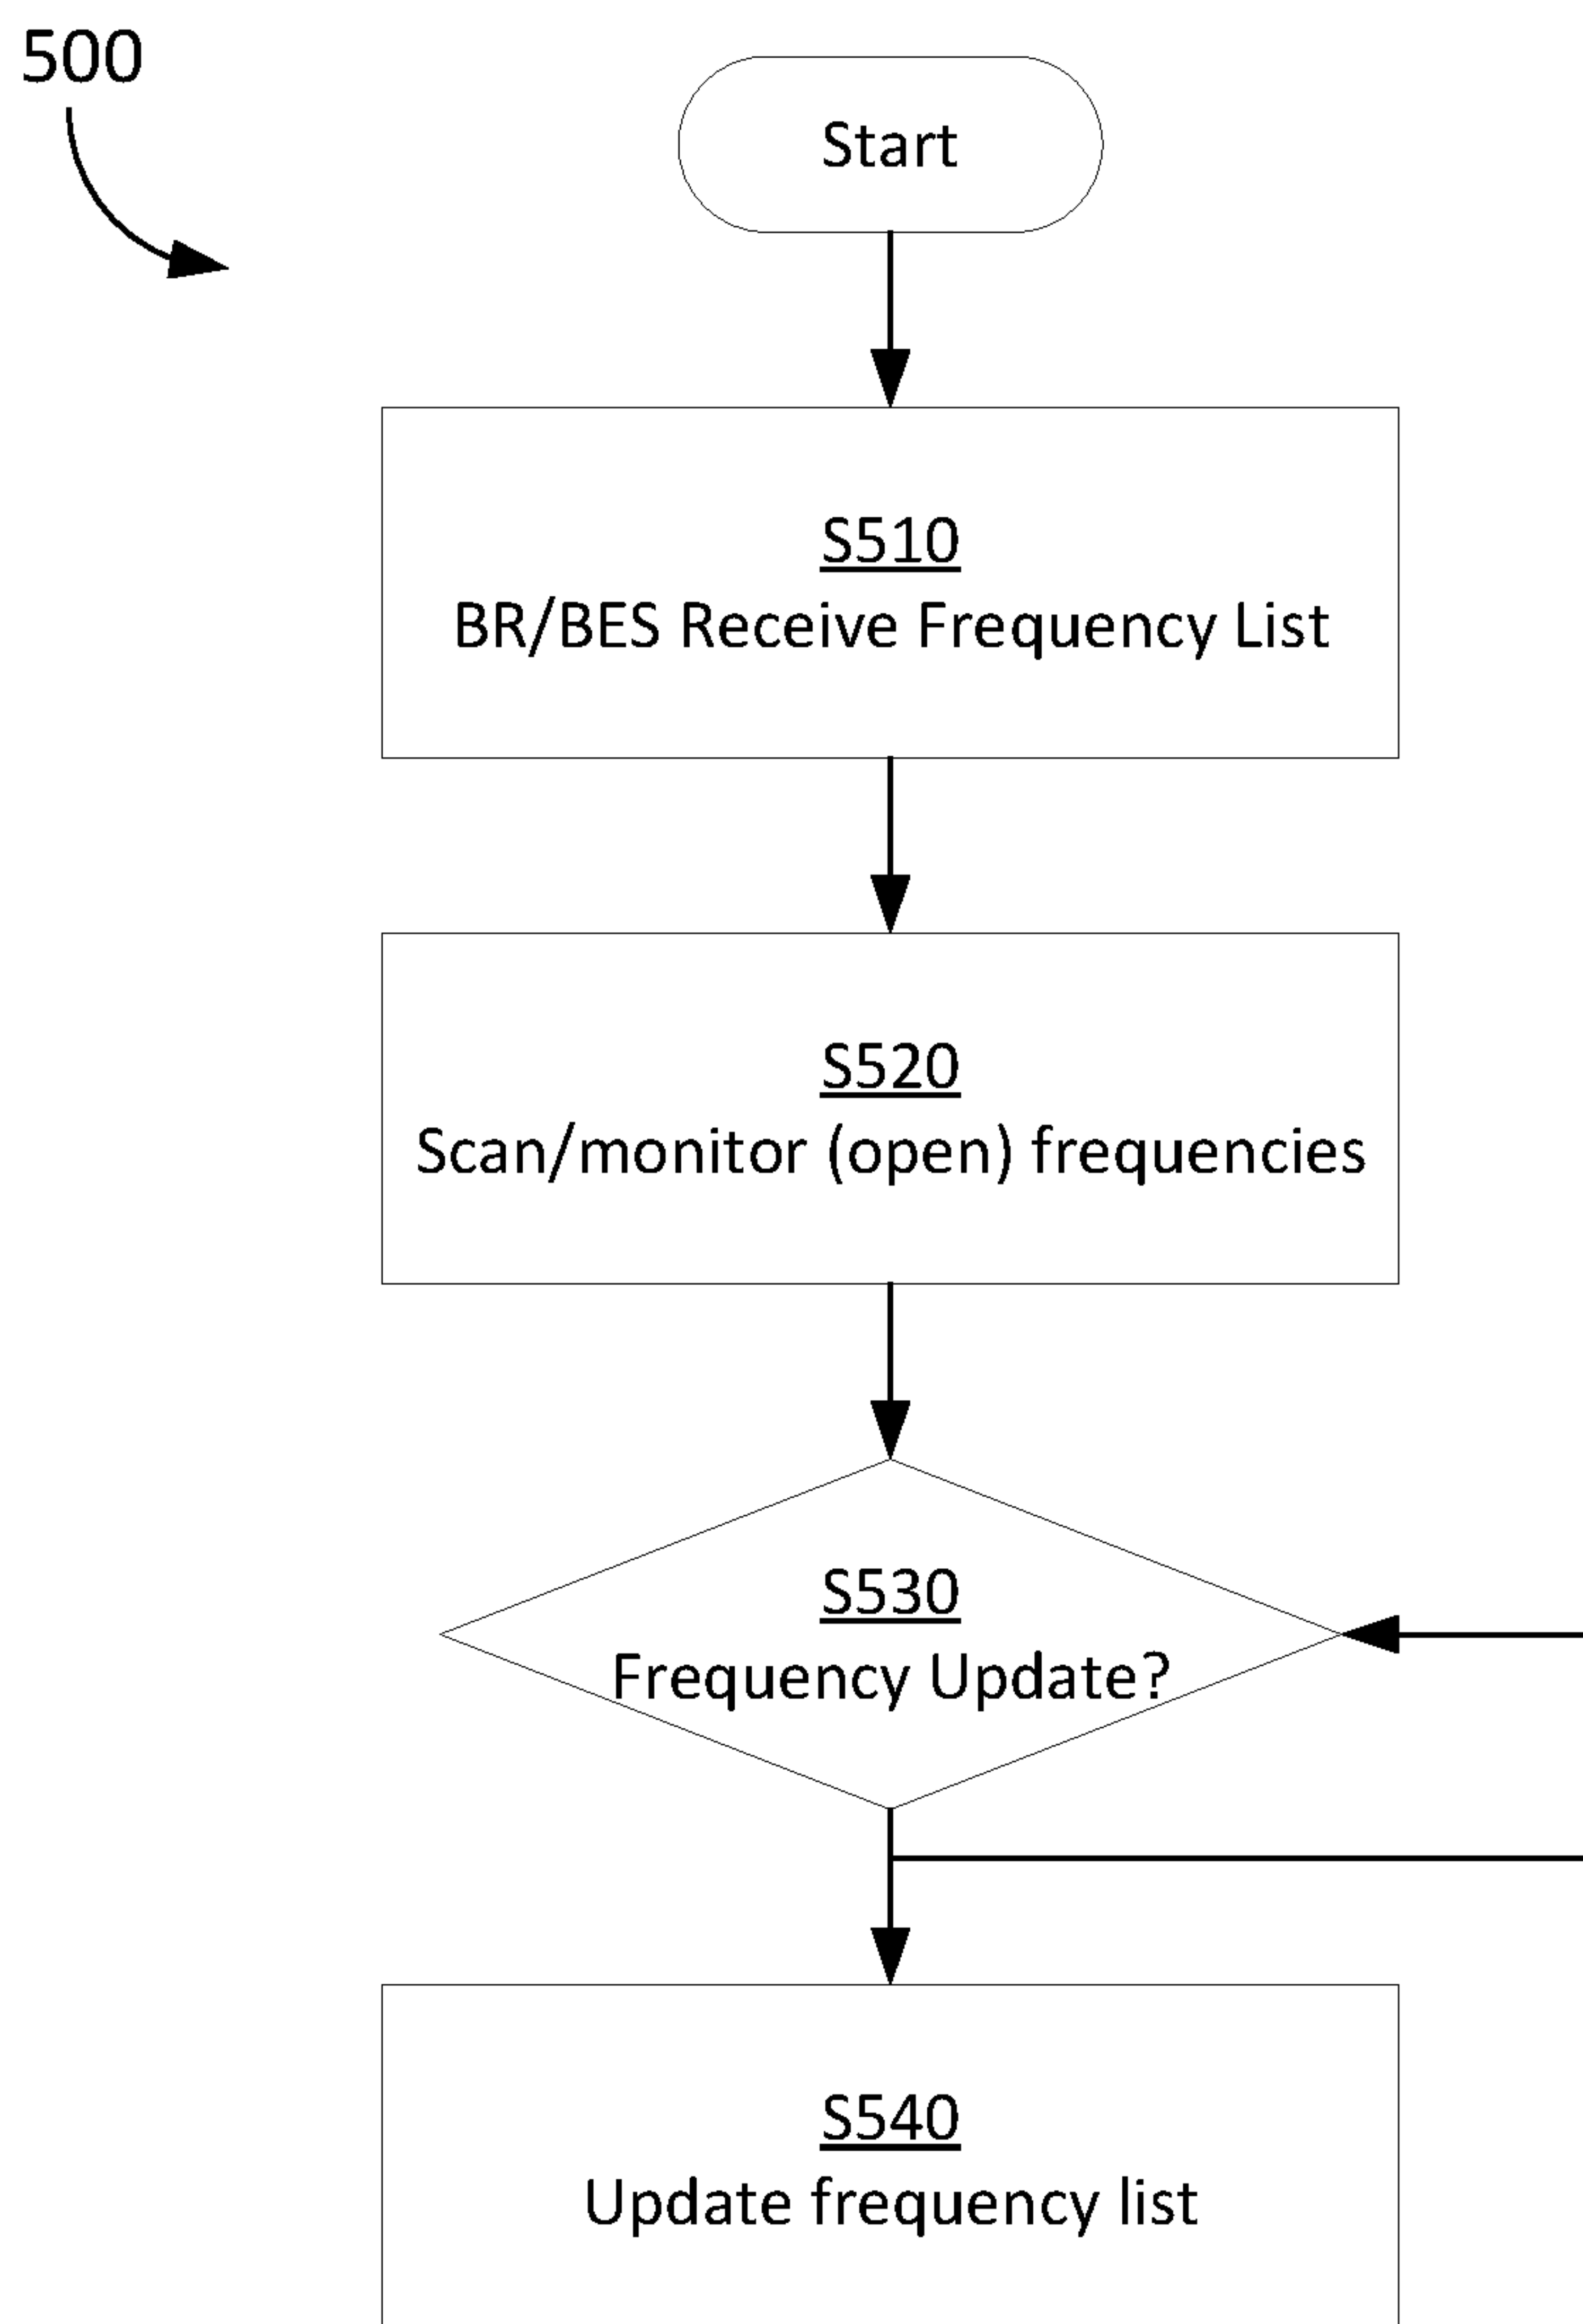 500
Start
S510
BR/BES Receive Frequency List
S520
Scan/monitor (open) frequencies
S530
Frequency Update?
S540
Update frequency list